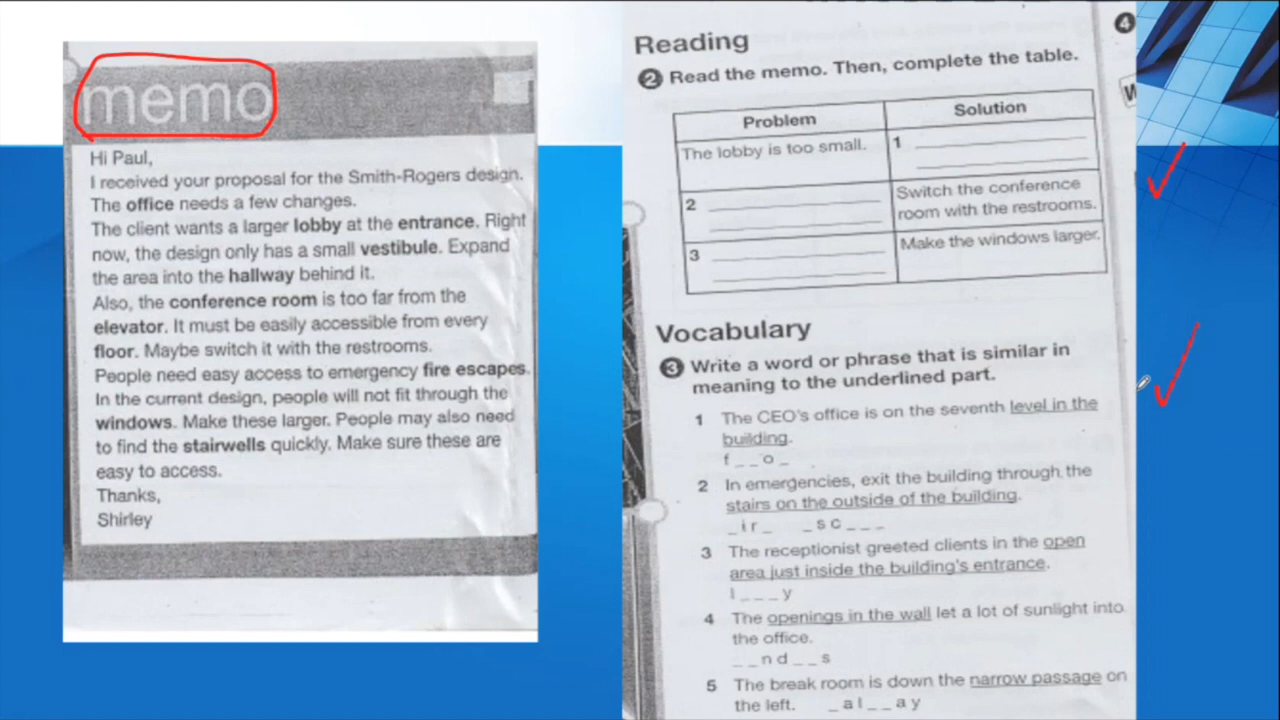 memo
Hi Paul,
I received your proposal for the Smith-Rogers design.
The office needs a few changes.
The client wants a larger lobby at the entrance. Right
now, the design only has a small vestibule. Expand
the area into the hallway behind it.
Also, the conference room is too far from the
elevator. It must be easily accessible from every
floor. Maybe switch it with the restrooms.
People need easy access to emergency fire escapes.
In the current design, people will not fit through the
windows. Make these larger. People may also need
to find the stairwells quickly. Make sure these are
easy to access.
Thanks,
Shirley
Reading
2 Read the memo. Then, complete the table.
Problem Solution
The lobby is too small. 1 ____
____
2 ____ Switch the conference
____ room with the restrooms.
3 ____ Make the windows larger.
____
Vocabulary
3 Write a word or phrase that is similar in
meaning to the underlined part.
1 The CEO's office is on the seventh level in the
building.
f _ _ o _
2 In emergencies, exit the building through the
stairs on the outside of the building.
_ i r _ _ s c _ _ _
3 The receptionist greeted clients in the open
area just inside the building's entrance.
l _ _ _ y
4 The openings in the wall let a lot of sunlight into
the office.
_ _ n d _ _ s
5 The break room is down the narrow passage on
the left. _ a l _ _ a y
4